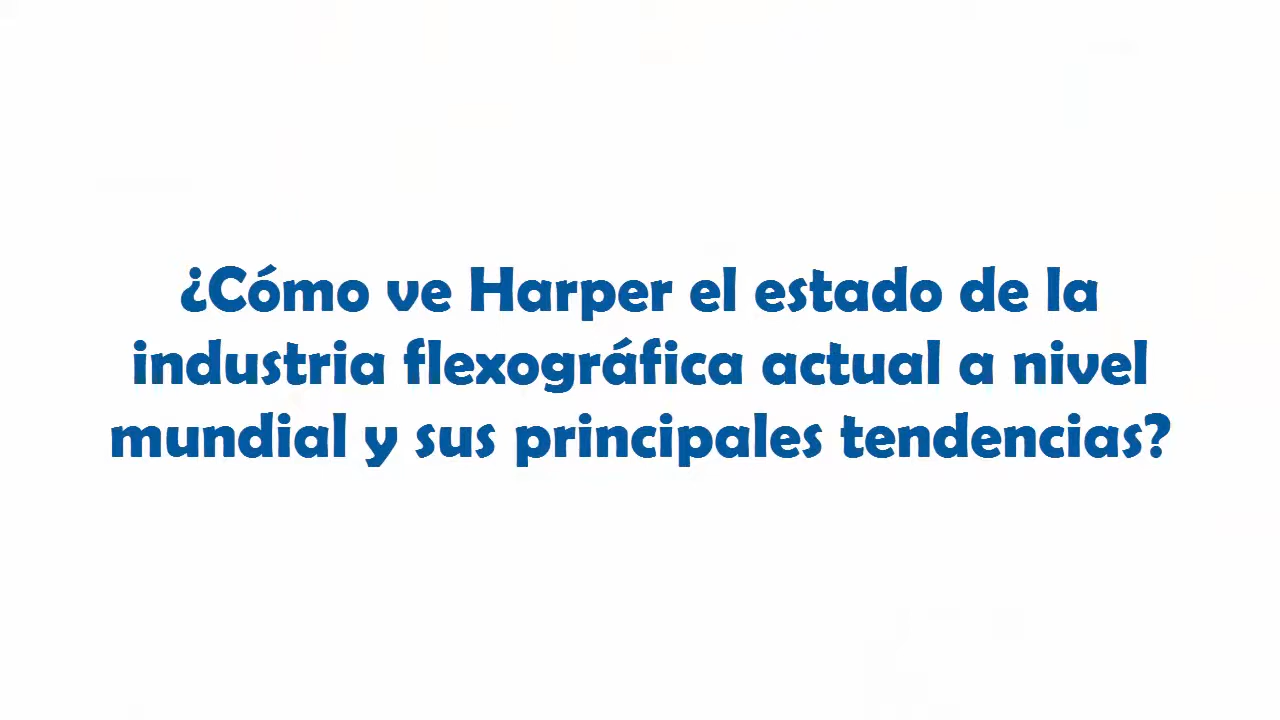 ¿Cómo ve Harper el estado de la
industria flexográfica actual a nivel
mundial y sus principales tendencias?